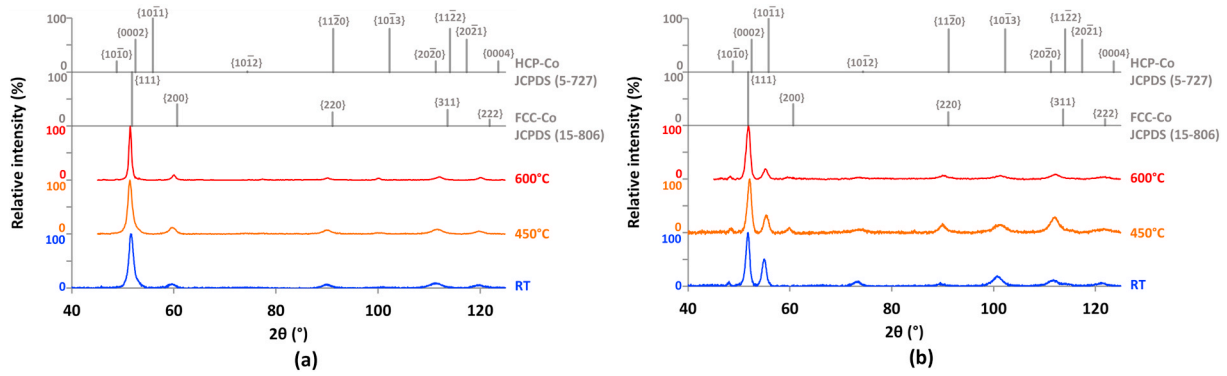 {101̅1}
{112̅2}
{0002}
{112̅0}
{101̅3}
{202̅1}
{101̅0}
{101̅2}
{202̅0}
{0004}
100
0
HCP-Co
JCPDS (5-727)
{111}
{200}
{220}
{311}
{222}
100
0
FCC-Co
JCPDS (15-806)
100
0
600°C
100
0
450°C
100
0
RT
Relative intensity (%)
40 60 80 100 120
2θ (°)
(a)
{101̅1}
{112̅2}
{0002}
{112̅0}
{101̅3}
{202̅1}
{101̅0}
{101̅2}
{202̅0}
{0004}
100
0
HCP-Co
JCPDS (5-727)
{111}
{200}
{220}
{311}
{222}
100
0
FCC-Co
JCPDS (15-806)
100
0
600°C
100
0
450°C
100
0
RT
Relative intensity (%)
40 60 80 100 120
2θ (°)
(b)